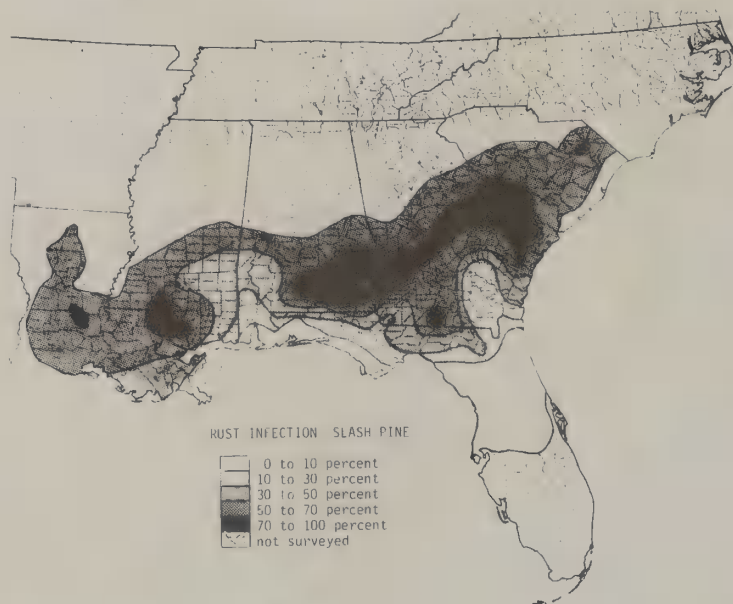 RUST INFECTION SLASH PINE
0 to 10 percent
10 to 30 percent
30 to 50 percent
50 to 70 percent
70 to 100 percent
not surveyed